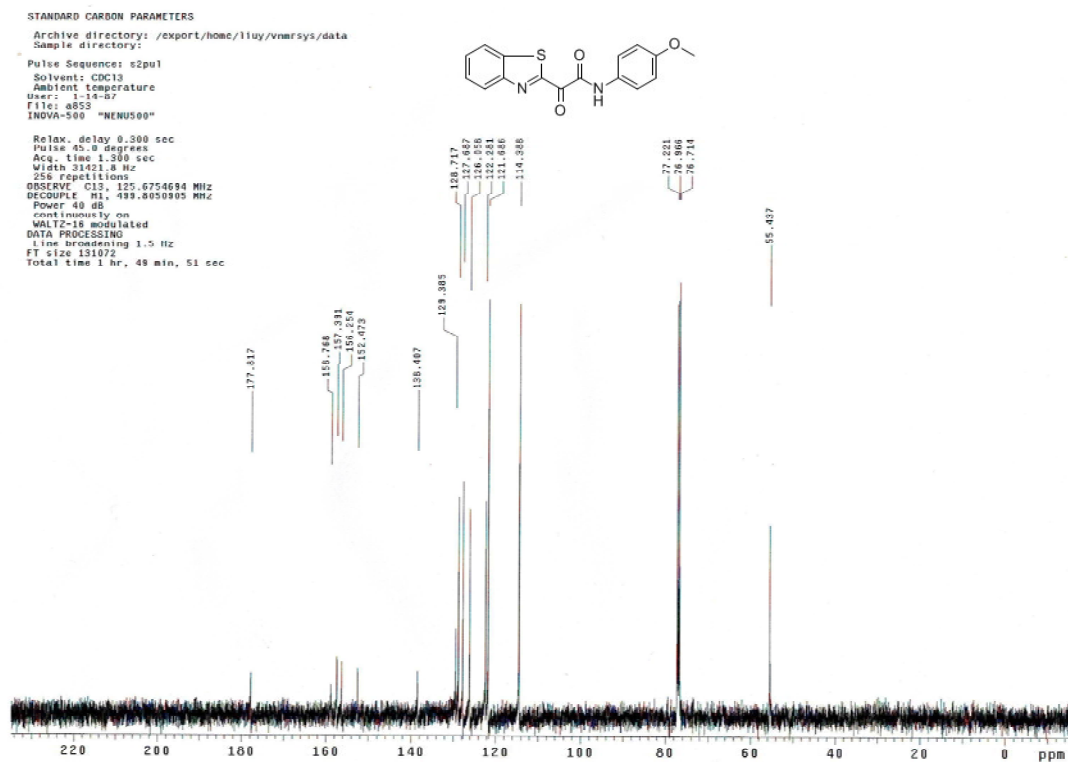 STANDARD CARBON PARAMETERS
Archive directory: /export/home/liuy/vnmrsys/data
Sample directory:
Pulse Sequence: s2pul
Solvent: CDCl3
Ambient temperature
User: 1-14-87
File: a853
INOVA-500 "NENU500"
Relax. delay 0.300 sec
Pulse 45.0 degrees
Acq. time 1.300 sec
Width 31421.8 Hz
256 repetitions
OBSERVE C13, 125.6754694 MHz
DECOUPLE H1, 499.8050905 MHz
Power 40 dB
continuously on
WALTZ-16 modulated
DATA PROCESSING
Line broadening 1.5 Hz
FT size 131072
Total time 1 hr, 49 min, 51 sec
S
N
O
O
N
H
O
177.817
158.768
157.391
156.254
152.473
138.407
129.385
128.717
127.687
126.058
122.281
121.686
114.388
77.221
76.966
76.714
55.437
220 200 180 160 140 120 100 80 60 40 20 0 ppm